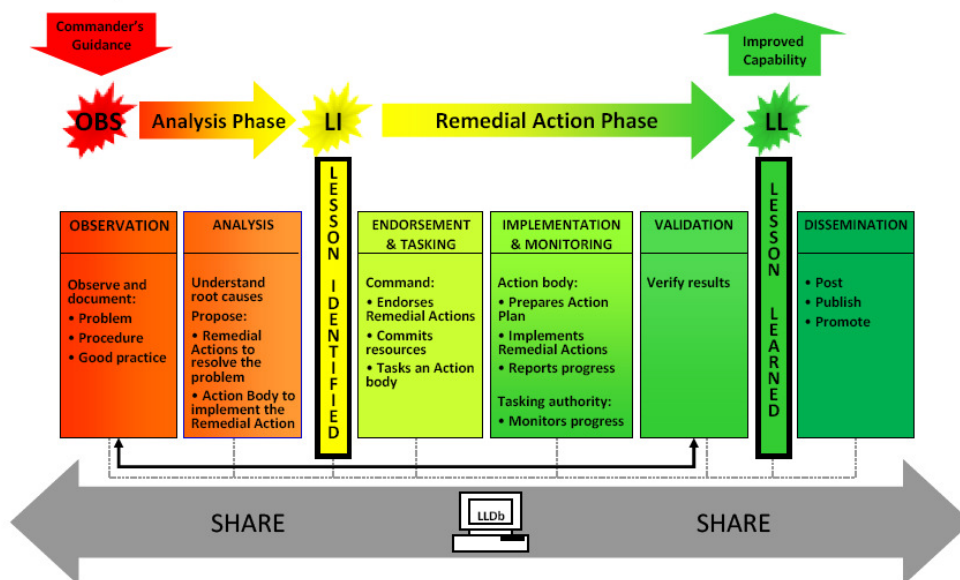 Commander's
Guidance
Improved
Capability
OBS
Analysis Phase
LI
Remedial Action Phase
LL
OBSERVATION
Observe and
document:
• Problem
• Procedure
• Good practice
ANALYSIS
Understand
root causes
Propose:
• Remedial
Actions to
resolve the
problem
• Action Body to
implement the
Remedial Action
LESSON IDENTIFIED
ENDORSEMENT
& TASKING
Command:
• Endorses
Remedial Actions
• Commits
resources
• Tasks an Action
body
IMPLEMENTATION
& MONITORING
Action body:
• Prepares Action
Plan
• Implements
Remedial Actions
• Reports progress
Tasking authority:
• Monitors progress
VALIDATION
Verify results
LESSON LEARNED
DISSEMINATION
• Post
• Publish
• Promote
SHARE
LLDb
SHARE